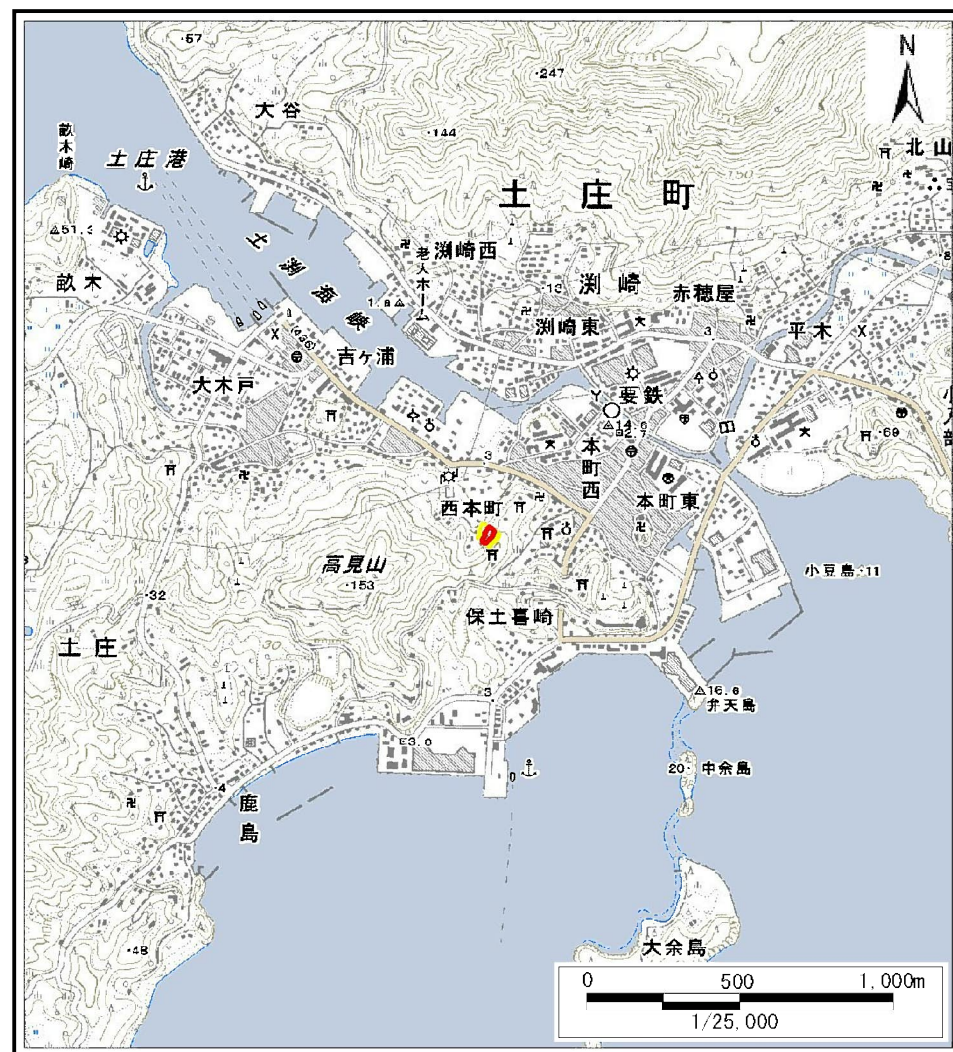 N
・57
・247
大谷
・144
畝木崎
土庄港
北山
土庄町
渕崎西
△51.3
老人ホーム
土渕海峡
畝木
渕崎
・13
赤穂屋
1.8△
渕崎東
3
平木
(436)
吉ヶ浦
大木戸
△14.6
2.7
・69
本町西
3
本町東
西本町
高見山
・153
小豆島
・11
・32
保土喜崎
土庄
△16.6
弁天島
3
3.0
20・
中余島
・4
鹿島
・48
大余島
0
500
1,000m
1/25,000